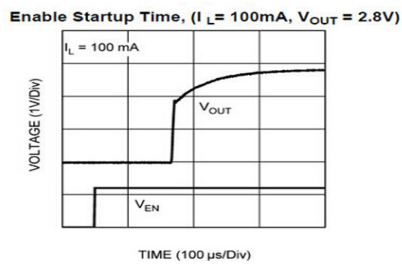 Enable Startup Time, (I L= 100mA, VOUT = 2.8V)
IL = 100 mA
VOLTAGE (1V/Div)
VOUT
VEN
TIME (100 µs/Div)